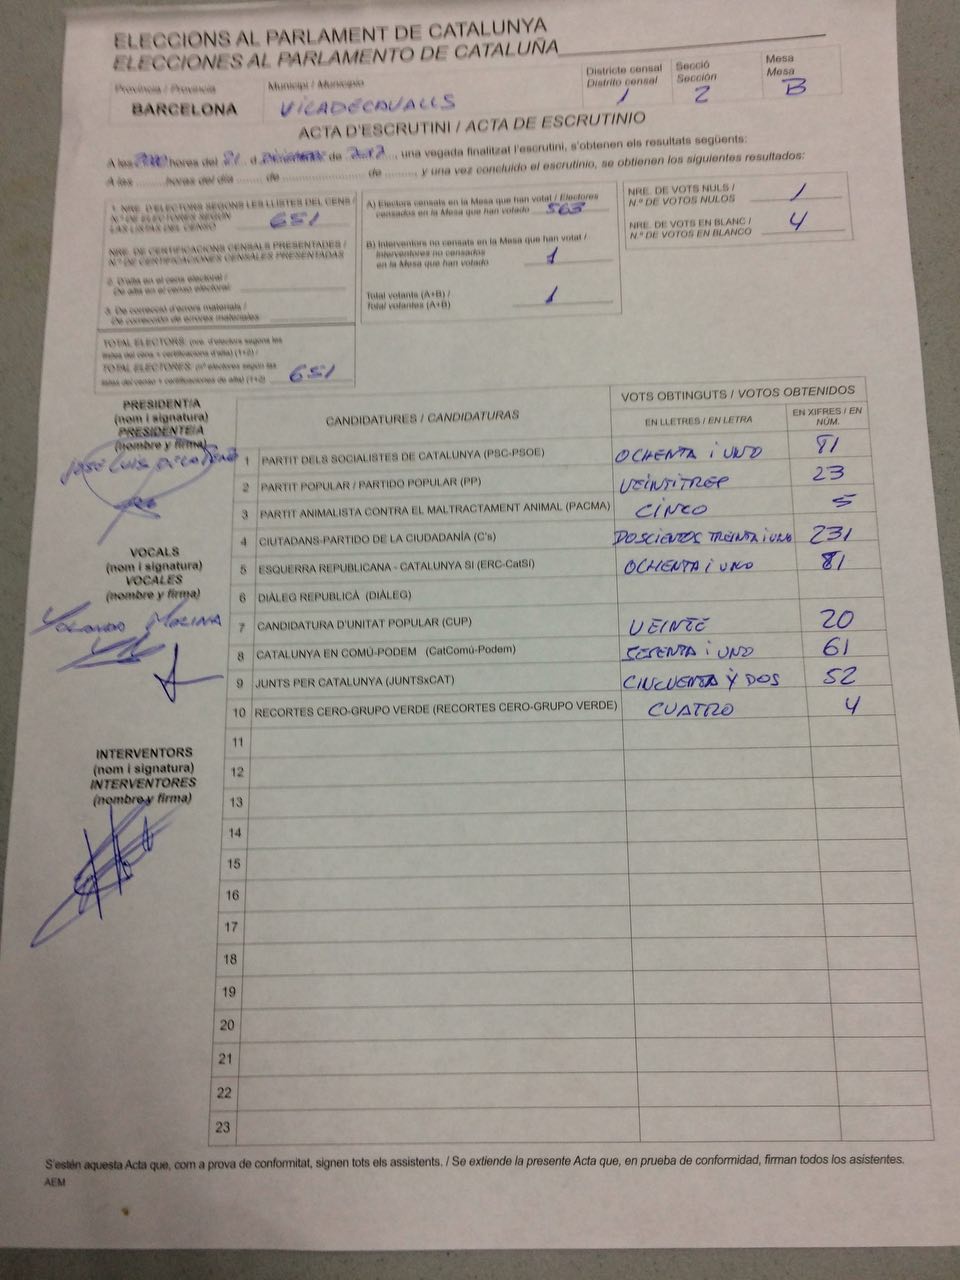 ELECCIONS AL PARLAMENT DE CATALUNYA
ELECCIONES AL PARLAMENTO DE CATALUÑA
Província / Provincia
BARCELONA
Municipi / Municipio
VILADECAVALLS
Districte censal
Distrito censal
1
Secció
Sección
2
Mesa
Mesa
B
ACTA D'ESCRUTINI / ACTA DE ESCRUTINIO
A les hores del 21 d de , una vegada finalitzat l'escrutini, s'obtenen els resultats següents:
A las ......... horas del día ....... de ........................ de ........., y una vez concluido el escrutinio, se obtienen los siguientes resultados:
1. NRE. D'ELECTORS SEGONS LES LLISTES DEL CENS /
N.º DE ELECTORES SEGÚN
LAS LISTAS DEL CENSO
651
NRE. DE CERTIFICACIONS CENSALS PRESENTADES /
N.º DE CERTIFICACIONES CENSALES PRESENTADAS
2. D'alta en el cens electoral /
De alta en el censo electoral
3. De correcció d'errors materials /
De corrección de errores materiales
TOTAL ELECTORS: (nre. d'electors segons les
llistes del cens + certificacions d'alta) (1+2) /
TOTAL ELECTORES: (nº electores según las
listas del censo + certificaciones de alta) (1+2)
651
A) Electors censats en la Mesa que han votat / Electores
censados en la Mesa que han votado 563
B) Interventors no censats en la Mesa que han votat /
Interventores no censados
en la Mesa que han votado
1
Total votants (A+B) /
Total votantes (A+B)
1
NRE. DE VOTS NULS /
N.º DE VOTOS NULOS
1
NRE. DE VOTS EN BLANC /
N.º DE VOTOS EN BLANCO
4
PRESIDENT/A
(nom i signatura)
PRESIDENTE/A
(nombre y firma)
JOSE LUIS
VOCALS
(nom i signatura)
VOCALES
(nombre y firma)
YOLANDA MOLINA
INTERVENTORS
(nom i signatura)
INTERVENTORES
(nombre y firma)
CANDIDATURES / CANDIDATURAS
VOTS OBTINGUTS / VOTOS OBTENIDOS
EN LLETRES / EN LETRA
EN XIFRES / EN NÚM.
1 PARTIT DELS SOCIALISTES DE CATALUNYA (PSC-PSOE) OCHENTA i UNO 81
2 PARTIT POPULAR / PARTIDO POPULAR (PP) VEINTITRES 23
3 PARTIT ANIMALISTA CONTRA EL MALTRACTAMENT ANIMAL (PACMA) CINCO 5
4 CIUTADANS-PARTIDO DE LA CIUDADANÍA (C's) DOSCIENTOS TREINTA i UNO 231
5 ESQUERRA REPUBLICANA - CATALUNYA SÍ (ERC-CatSí) OCHENTA i UNO 81
6 DIÀLEG REPUBLICÀ (DIÀLEG)
7 CANDIDATURA D'UNITAT POPULAR (CUP) VEINTE 20
8 CATALUNYA EN COMÚ-PODEM (CatComú-Podem) SESENTA i UNO 61
9 JUNTS PER CATALUNYA (JUNTSxCAT) CINCUENTA Y DOS 52
10 RECORTES CERO-GRUPO VERDE (RECORTES CERO-GRUPO VERDE) CUATRO 4
11
12
13
14
15
16
17
18
19
20
21
22
23
S'estén aquesta Acta que, com a prova de conformitat, signen tots els assistents. / Se extiende la presente Acta que, en prueba de conformidad, firman todos los asistentes.
AEM